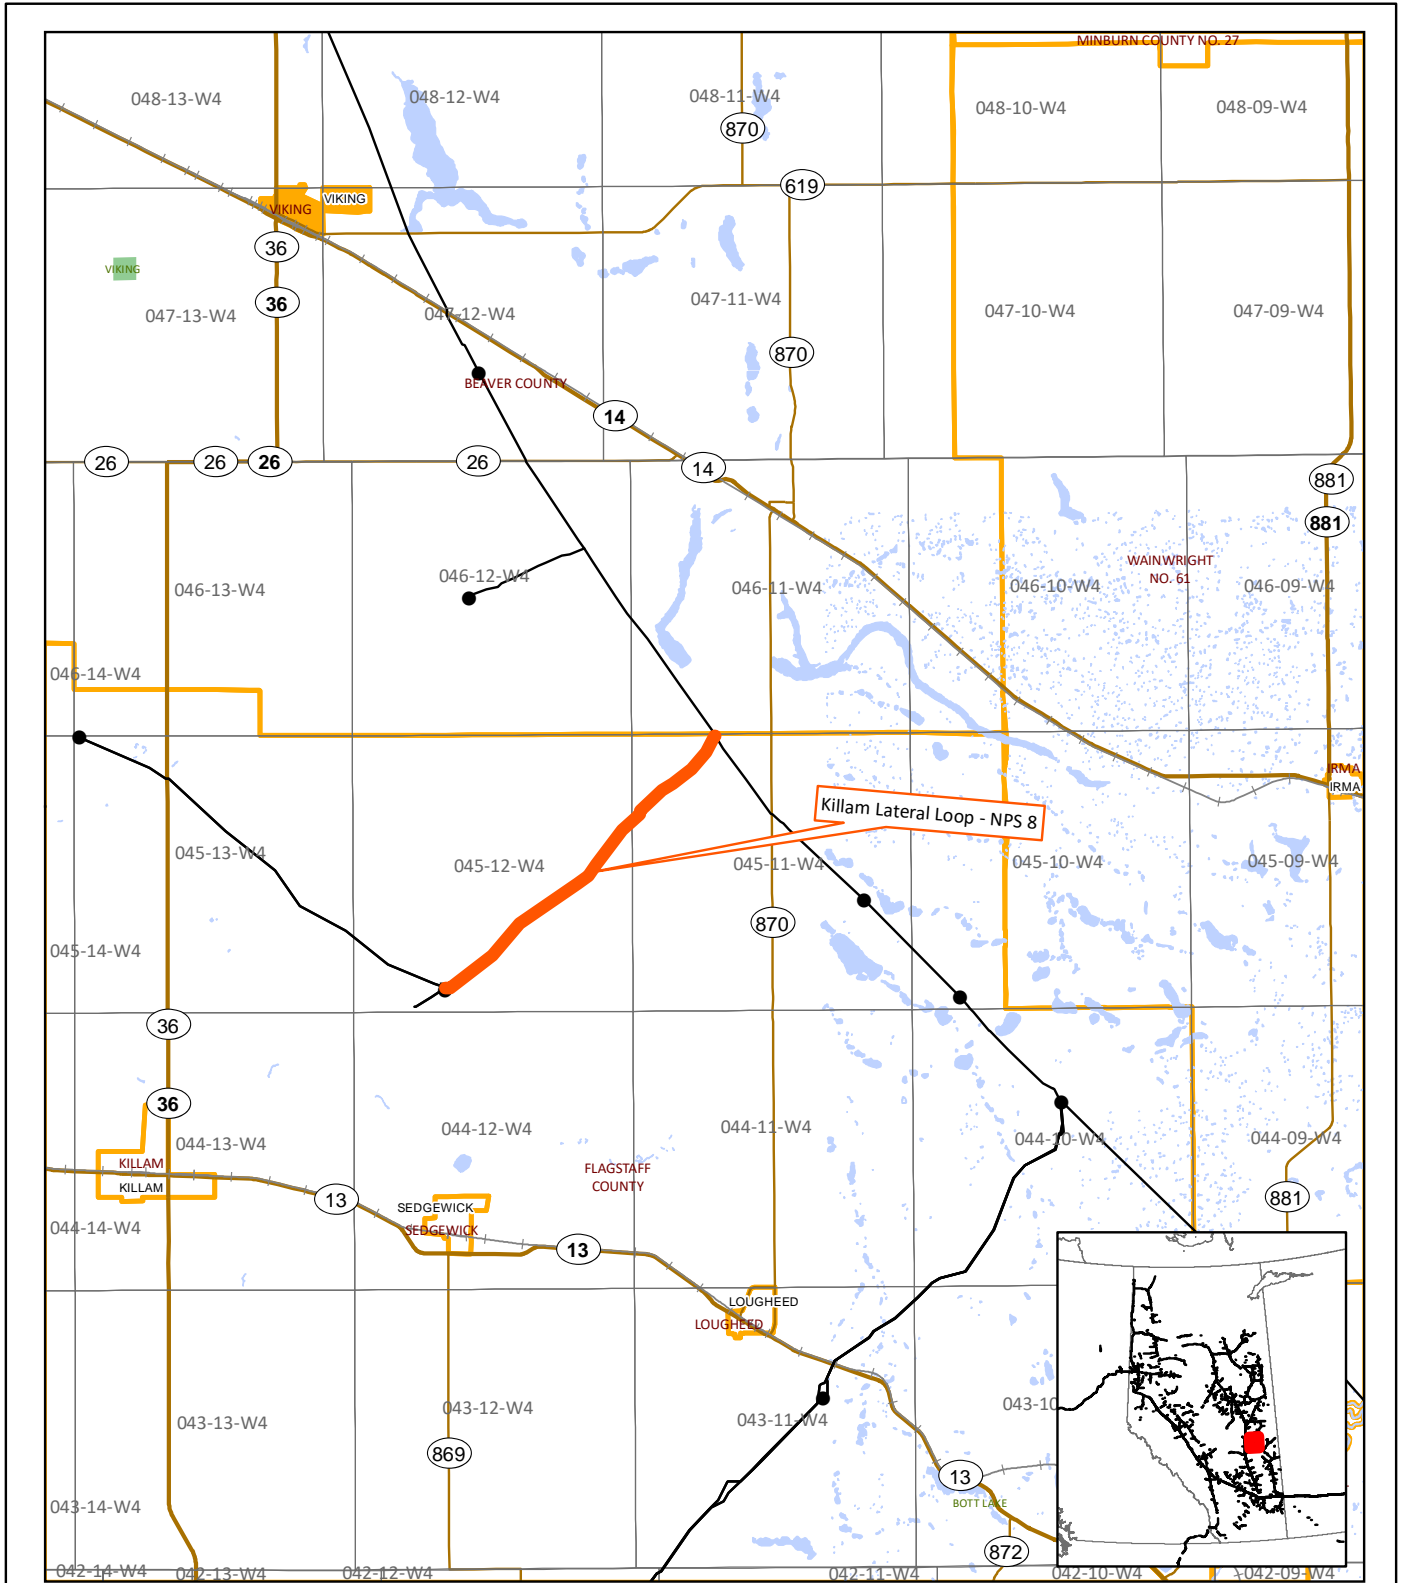 MINBURN COUNTY NO. 27
048-13-W4
048-12-W4
048-11-W4
048-10-W4
048-09-W4
870
619
VIKING
VIKING
36
VIKING
36
047-13-W4
047-12-W4
047-11-W4
047-10-W4
047-09-W4
870
BEAVER COUNTY
14
26
26
26
26
14
881
881
WAINWRIGHT
NO. 61
046-13-W4
046-12-W4
046-11-W4
046-10-W4
046-09-W4
046-14-W4
IRMA
IRMA
Killam Lateral Loop - NPS 8
045-13-W4
045-12-W4
045-11-W4
045-10-W4
045-09-W4
870
045-14-W4
36
36
044-13-W4
044-12-W4
044-11-W4
044-10-W4
044-09-W4
KILLAM
KILLAM
FLAGSTAFF
COUNTY
13
SEDGEWICK
SEDGEWICK
881
044-14-W4
13
LOUGHEED
LOUGHEED
043-13-W4
043-12-W4
043-11-W4
043-10
869
13
BOTT LAKE
043-14-W4
872
042-14-W4
042-13-W4
042-12-W4
042-11-W4
042-10-W4
042-09-W4